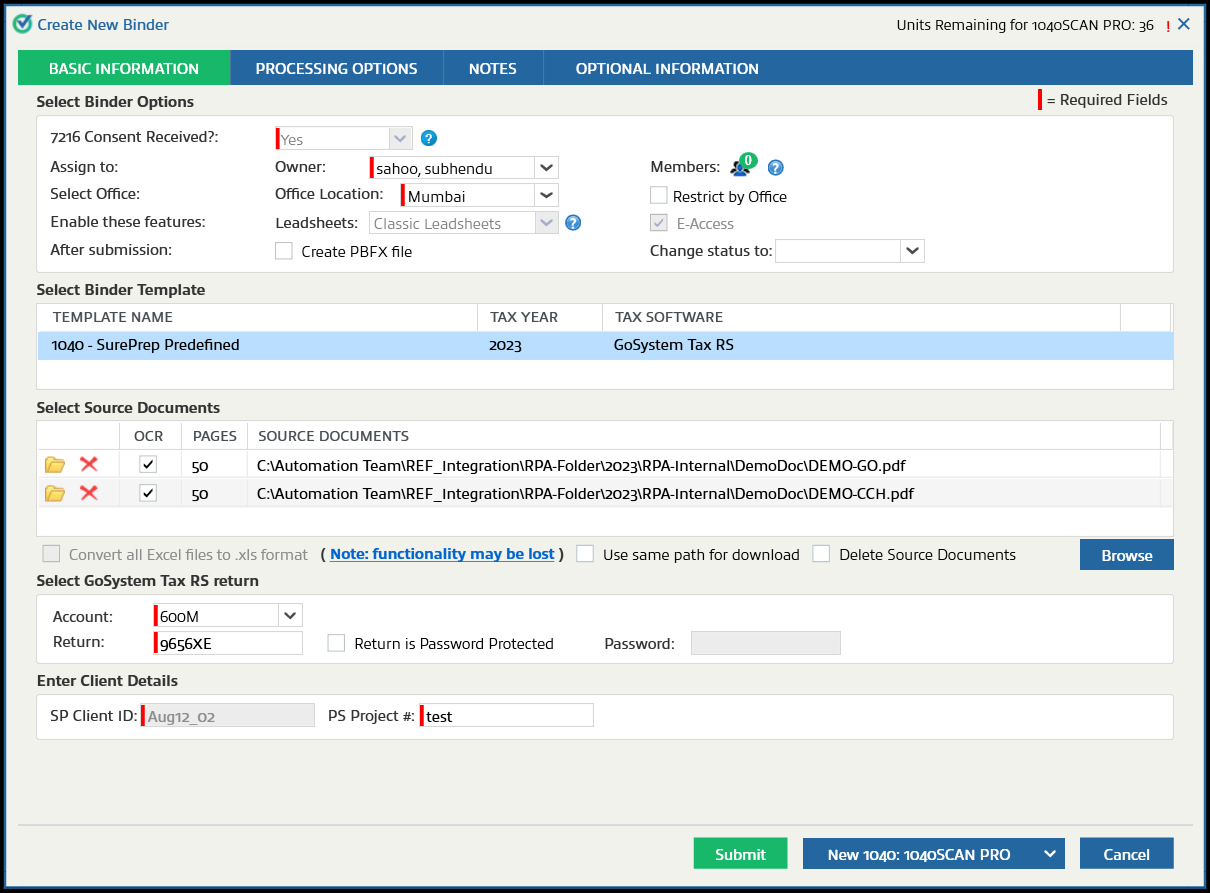 Create New Binder
Units Remaining for 1040SCAN PRO: 36 !
BASIC INFORMATION PROCESSING OPTIONS NOTES OPTIONAL INFORMATION
Select Binder Options
= Required Fields
7216 Consent Received?: Yes ?
Assign to: Owner: sahoo, subhendu Members: 0 ?
Select Office: Office Location: Mumbai Restrict by Office
Enable these features: Leadsheets: Classic Leadsheets ? E-Access
After submission: Create PBFX file Change status to:
Select Binder Template
TEMPLATE NAME TAX YEAR TAX SOFTWARE
1040 - SurePrep Predefined 2023 GoSystem Tax RS
Select Source Documents
OCR PAGES SOURCE DOCUMENTS
50 C:\Automation Team\REF_Integration\RPA-Folder\2023\RPA-Internal\DemoDoc\DEMO-GO.pdf
50 C:\Automation Team\REF_Integration\RPA-Folder\2023\RPA-Internal\DemoDoc\DEMO-CCH.pdf
Convert all Excel files to .xls format ( Note: functionality may be lost ) Use same path for download Delete Source Documents Browse
Select GoSystem Tax RS return
Account: 600M
Return: 9656XE Return is Password Protected Password:
Enter Client Details
SP Client ID: Aug12_02 PS Project #: test
Submit New 1040: 1040SCAN PRO Cancel